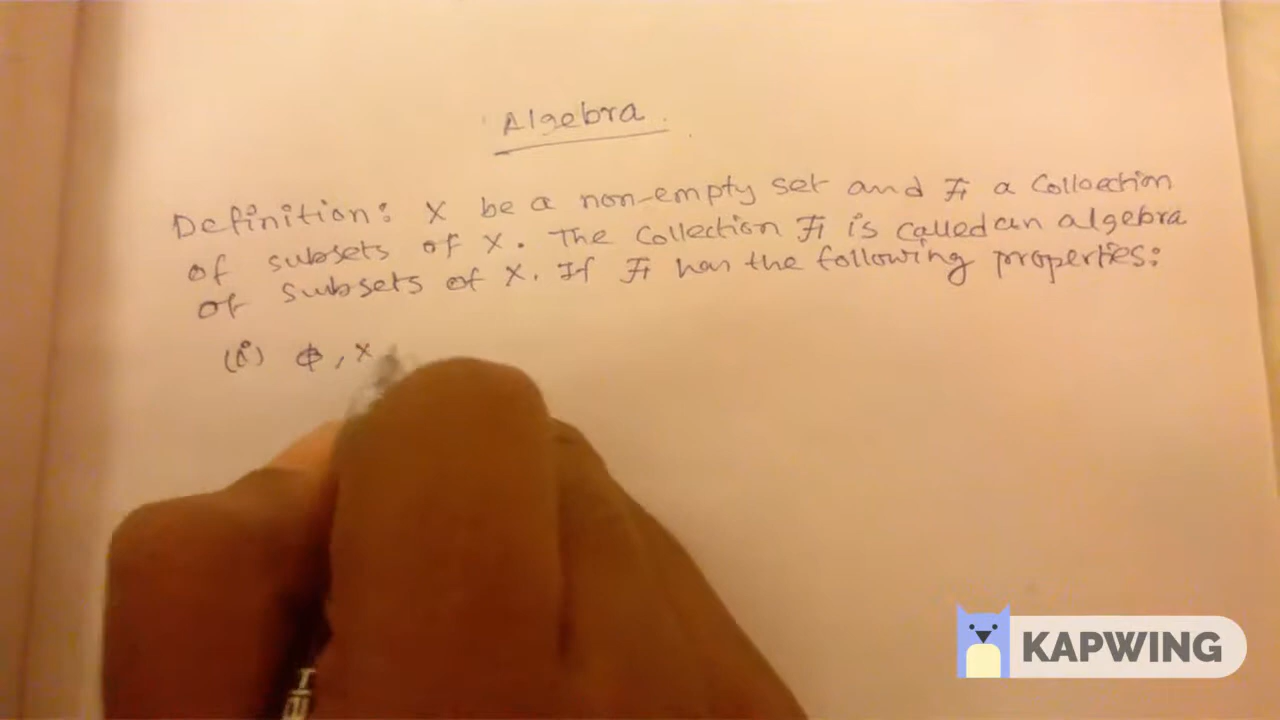 Algebra
Definition: X be a non-empty set and Ƒ a Colloection
of subsets of X. The Collection Ƒ is called an algebra
of subsets of X. If Ƒ has the following properties:
(i) ϕ, X
KAPWING